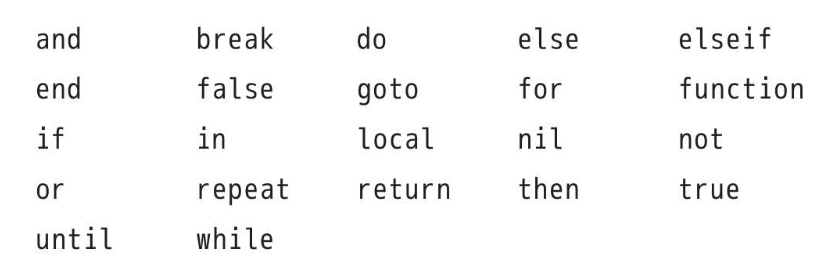 and break do else elseif
end false goto for function
if in local nil not
or repeat return then true
until while